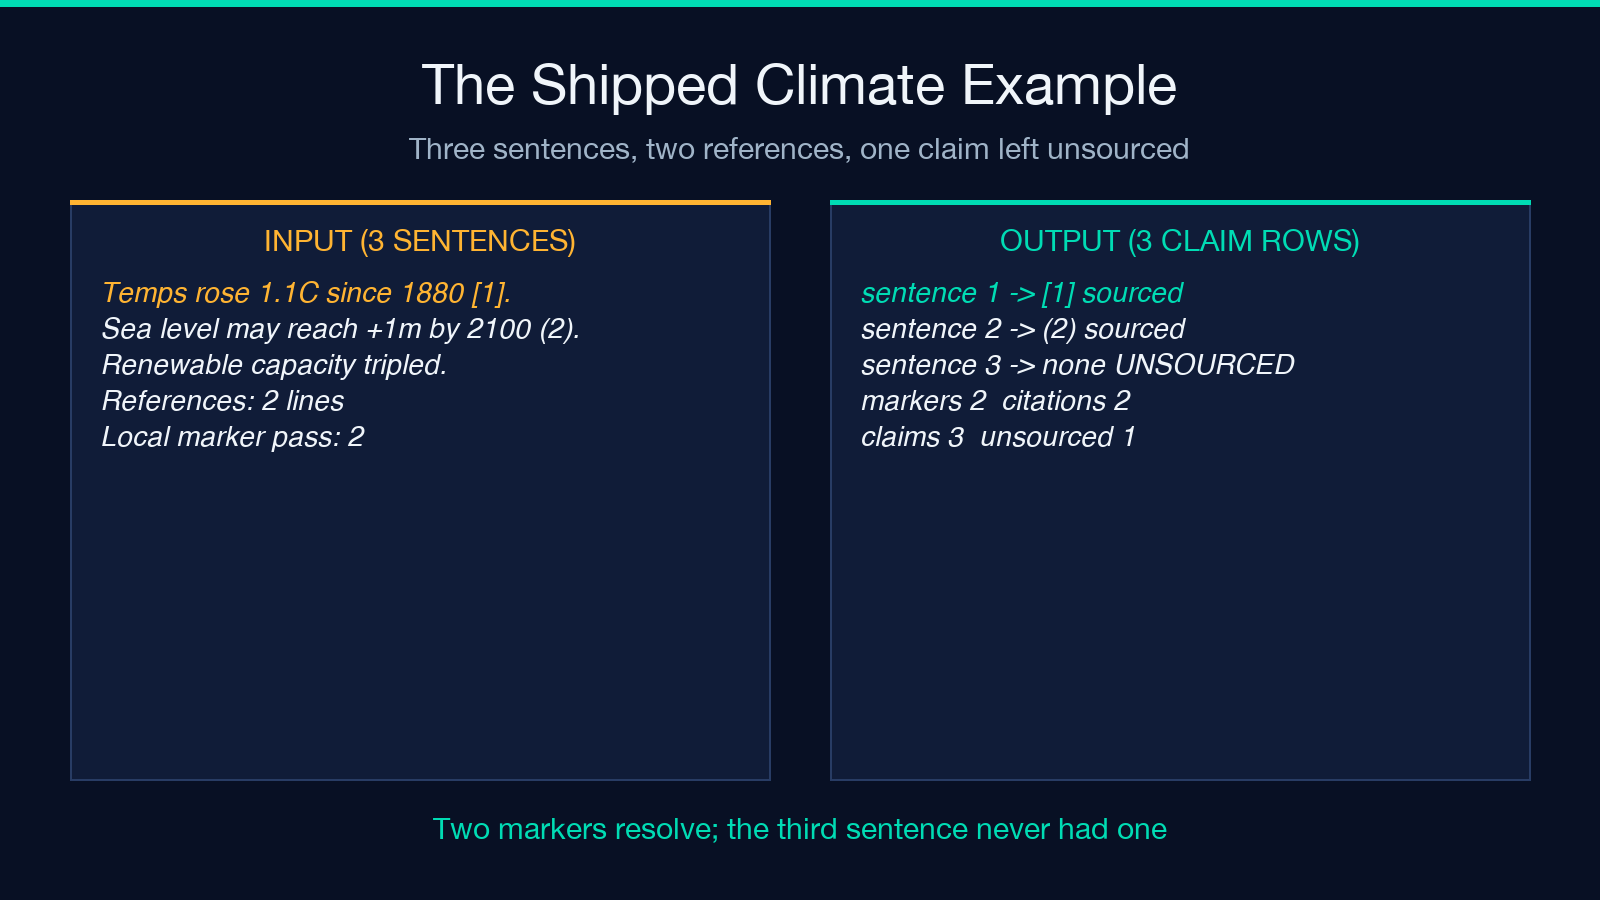 The Shipped Climate Example
Three sentences, two references, one claim left unsourced
INPUT (3 SENTENCES)
Temps rose 1.1C since 1880 [1].
Sea level may reach +1m by 2100 (2).
Renewable capacity tripled.
References: 2 lines
Local marker pass: 2
OUTPUT (3 CLAIM ROWS)
sentence 1 -> [1] sourced
sentence 2 -> (2) sourced
sentence 3 -> none UNSOURCED
markers 2  citations 2
claims 3  unsourced 1
Two markers resolve; the third sentence never had one